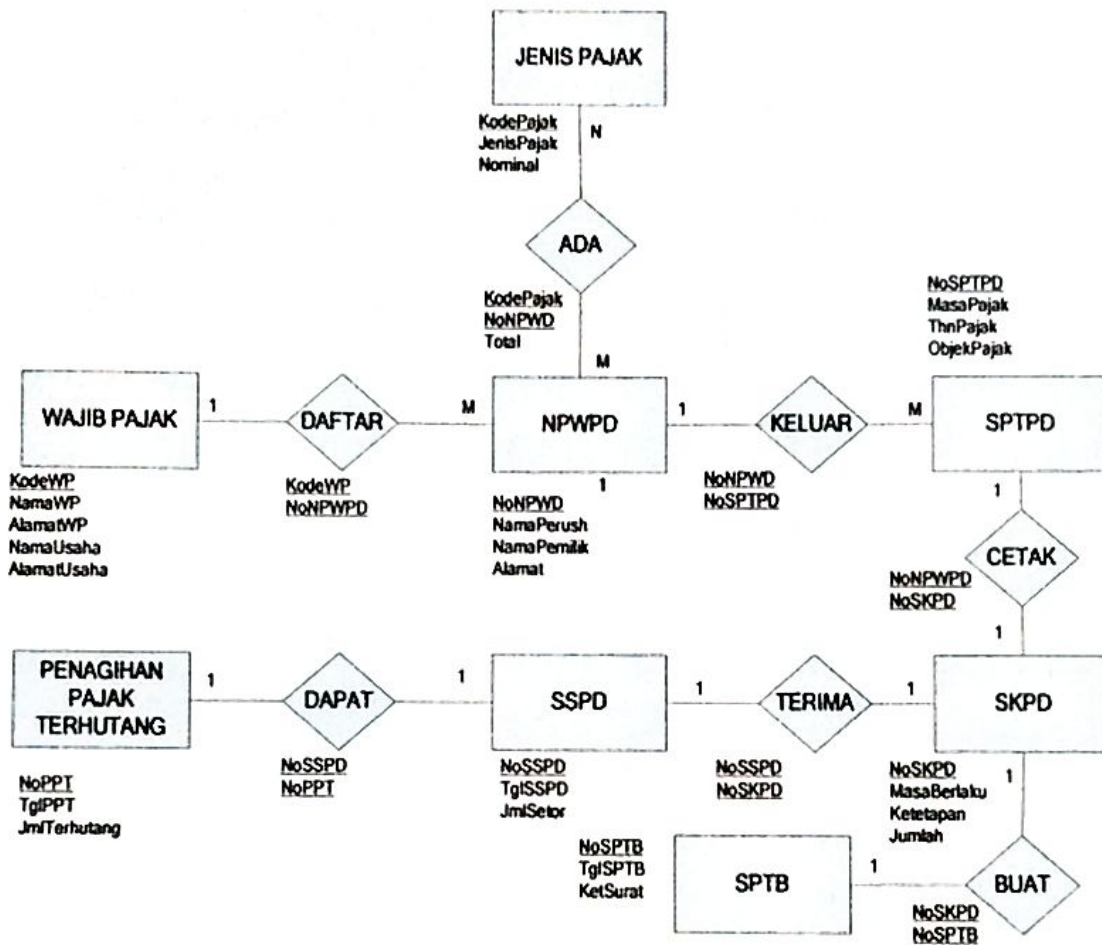 JENIS PAJAK
KodePajak
JenisPajak
Nominal
N
ADA
KodePajak
NoNPWD
Total
M
NoSPTPD
MasaPajak
ThnPajak
ObjekPajak
WAJIB PAJAK
1
DAFTAR
M
NPWPD
1
KELUAR
M
SPTPD
KodeWP
NamaWP
AlamatWP
NamaUsaha
AlamatUsaha
KodeWP
NoNPWPD
1
NoNPWD
NamaPerush
NamaPemilik
Alamat
NoNPWD
NoSPTPD
1
CETAK
NoNPWPD
NoSKPD
1
PENAGIHAN
PAJAK
TERHUTANG
1
DAPAT
1
SSPD
1
TERIMA
1
SKPD
NoPPT
TglPPT
JmlTerhutang
NoSSPD
NoPPT
NoSSPD
TglSSPD
JmlSetor
NoSSPD
NoSKPD
NoSKPD
MasaBerlaku
Ketetapan
Jumlah
1
NoSPTB
TglSPTB
KetSurat
SPTB
1
BUAT
NoSKPD
NoSPTB